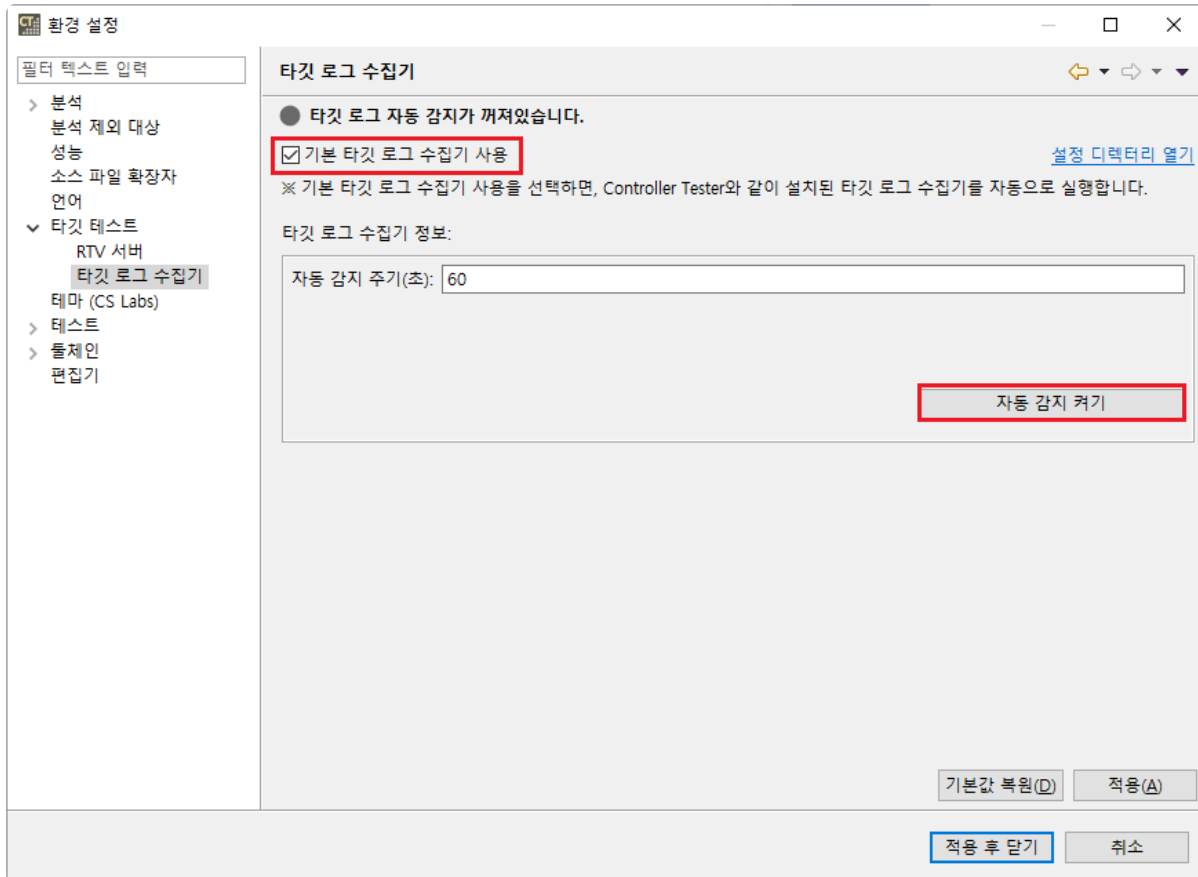 CT 환경 설정
필터 텍스트 입력
분석
분석 제외 대상
성능
소스 파일 확장자
언어
타깃 테스트
RTV 서버
타깃 로그 수집기
테마 (CS Labs)
테스트
툴체인
편집기
타깃 로그 수집기
타깃 로그 자동 감지가 꺼져있습니다.
기본 타깃 로그 수집기 사용
설정 디렉터리 열기
※ 기본 타깃 로그 수집기 사용을 선택하면, Controller Tester와 같이 설치된 타깃 로그 수집기를 자동으로 실행합니다.
타깃 로그 수집기 정보:
자동 감지 주기(초): 60
자동 감지 켜기
기본값 복원(D) 적용(A)
적용 후 닫기 취소